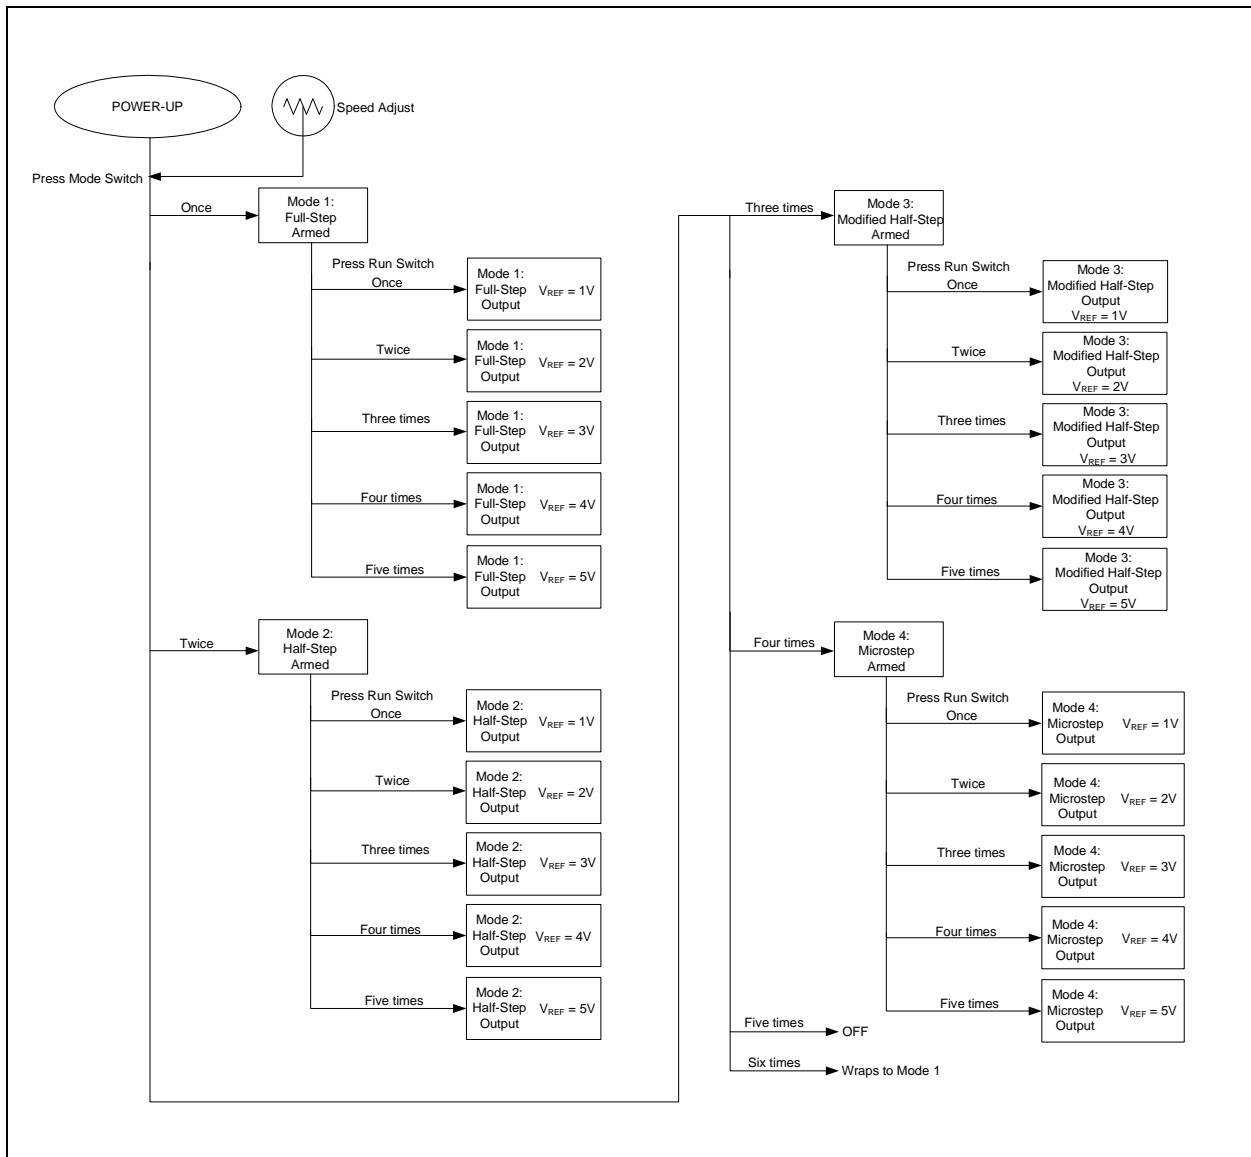 POWER-UP
Speed Adjust
Press Mode Switch
Once
Mode 1:
Full-Step
Armed
Press Run Switch
Once
Mode 1:
Full-Step
Output
VREF = 1V
Twice
Mode 1:
Full-Step
Output
VREF = 2V
Three times
Mode 1:
Full-Step
Output
VREF = 3V
Four times
Mode 1:
Full-Step
Output
VREF = 4V
Five times
Mode 1:
Full-Step
Output
VREF = 5V
Twice
Mode 2:
Half-Step
Armed
Press Run Switch
Once
Mode 2:
Half-Step
Output
VREF = 1V
Twice
Mode 2:
Half-Step
Output
VREF = 2V
Three times
Mode 2:
Half-Step
Output
VREF = 3V
Four times
Mode 2:
Half-Step
Output
VREF = 4V
Five times
Mode 2:
Half-Step
Output
VREF = 5V
Three times
Mode 3:
Modified Half-Step
Armed
Press Run Switch
Once
Mode 3:
Modified Half-Step
Output
VREF = 1V
Twice
Mode 3:
Modified Half-Step
Output
VREF = 2V
Three times
Mode 3:
Modified Half-Step
Output
VREF = 3V
Four times
Mode 3:
Modified Half-Step
Output
VREF = 4V
Five times
Mode 3:
Modified Half-Step
Output
VREF = 5V
Four times
Mode 4:
Microstep
Armed
Press Run Switch
Once
Mode 4:
Microstep
Output
VREF = 1V
Twice
Mode 4:
Microstep
Output
VREF = 2V
Three times
Mode 4:
Microstep
Output
VREF = 3V
Four times
Mode 4:
Microstep
Output
VREF = 4V
Five times
Mode 4:
Microstep
Output
VREF = 5V
Five times
OFF
Six times
Wraps to Mode 1